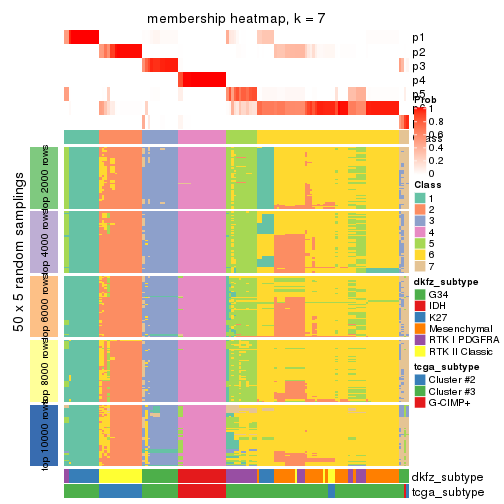 membership heatmap, k = 7
p1
p2
p3
p4
p5
Prob
1
0.8
0.6
0.4
0.2
0
Class
1
2
3
4
5
6
7
dkfz_subtype
G34
IDH
K27
Mesenchymal
RTK I PDGFRA
RTK II Classic
tcga_subtype
Cluster #2
Cluster #3
G-CIMP+
50 x 5 random samplings
top 2000 rows
top 4000 rows
top 6000 rows
top 8000 rows
top 10000 rows
dkfz_subtype
tcga_subtype